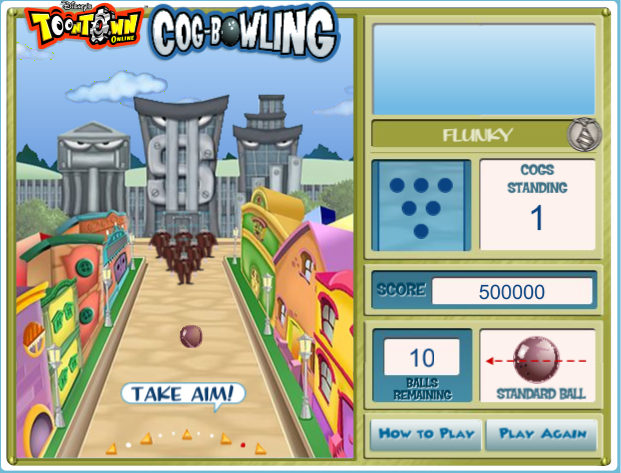 Disney's
TOONTOWN
ONLINE
COG-BOWLING
FLUNKY
COGS
STANDING
1
SCORE
500000
10
BALLS
REMAINING
STANDARD BALL
TAKE AIM!
HOW TO PLAY
PLAY AGAIN